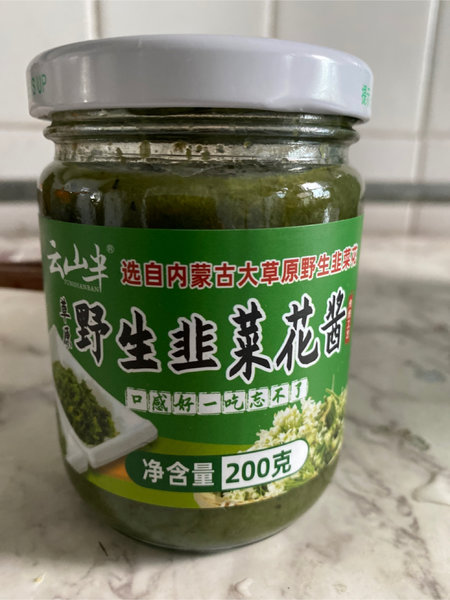 云山半®
YUNSHANBAN
选自内蒙古大草原野生韭菜花
草原
野生韭菜花酱
口感好一吃忘不了
净含量 200克